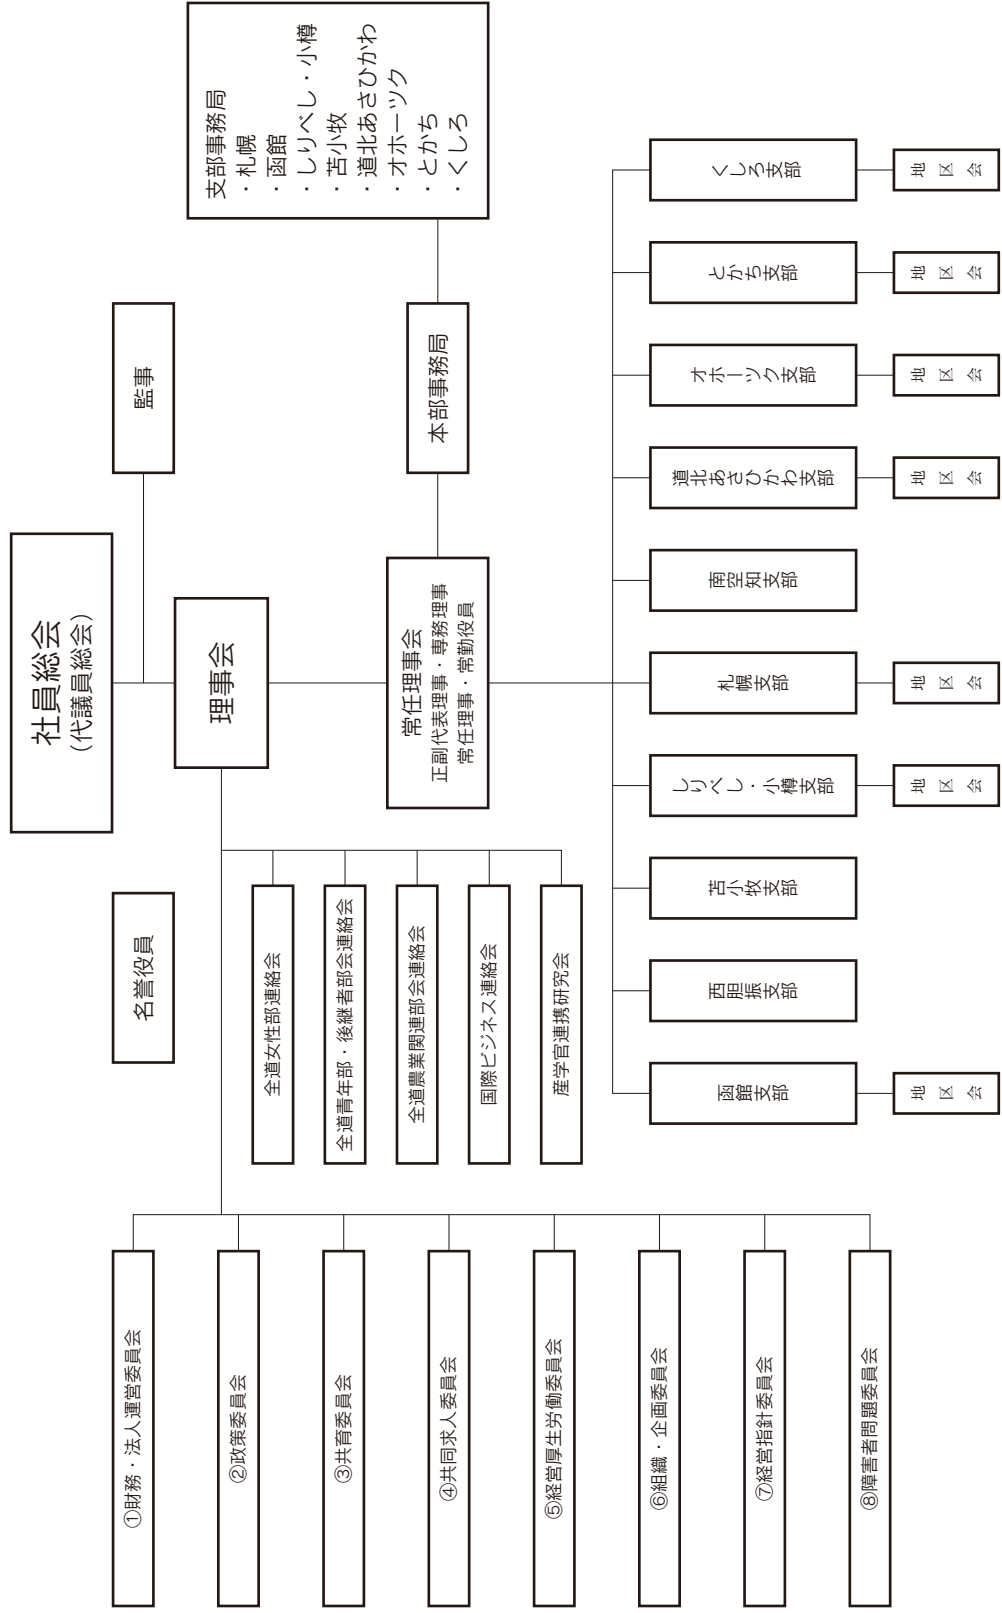 社員総会
（代議員総会）
監事
名誉役員
理事会
常任理事会
正副代表理事・専務理事
常任理事・常勤役員
本部事務局
支部事務局
・札幌
・函館
・しりべし・小樽
・苫小牧
・道北あさひかわ
・オホーツク
・とかち
・くしろ
①財務・法人運営委員会
②政策委員会
③共育委員会
④共同求人委員会
⑤経営厚生労働委員会
⑥組織・企画委員会
⑦経営指針委員会
⑧障害者問題委員会
全道女性部連絡会
全道青年部・後継者部会連絡会
全道農業関連部会連絡会
国際ビジネス連絡会
産学官連携研究会
函館支部
西胆振支部
苫小牧支部
しりべし・小樽支部
札幌支部
南空知支部
道北あさひかわ支部
オホーツク支部
とかち支部
くしろ支部
地区会
地区会
地区会
地区会
地区会
地区会
地区会